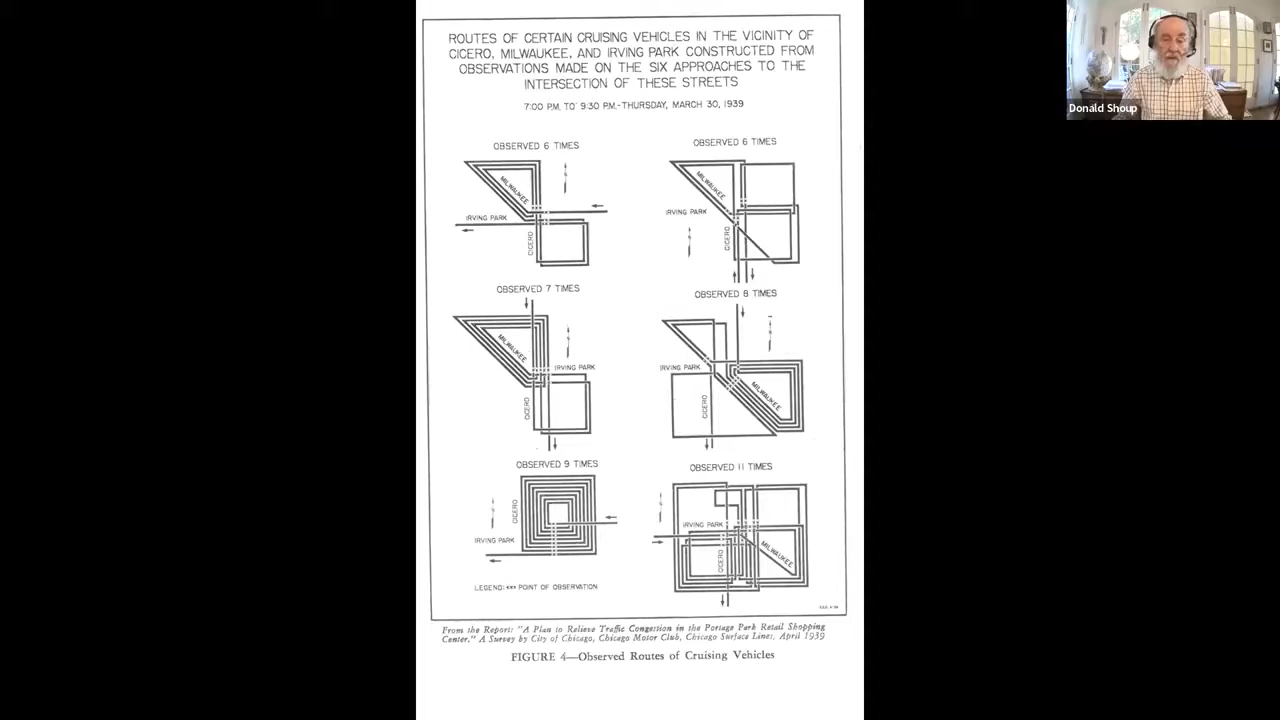 ROUTES OF CERTAIN CRUISING VEHICLES IN THE VICINITY OF
CICERO, MILWAUKEE, AND IRVING PARK CONSTRUCTED FROM
OBSERVATIONS MADE ON THE SIX APPROACHES TO THE
INTERSECTION OF THESE STREETS
7:00 P.M. TO 9:30 P.M.-THURSDAY, MARCH 30, 1939
Donald Shoup
OBSERVED 6 TIMES
MILWAUKEE
IRVING PARK
CICERO
OBSERVED 6 TIMES
MILWAUKEE
IRVING PARK
CICERO
OBSERVED 7 TIMES
MILWAUKEE
IRVING PARK
CICERO
OBSERVED 8 TIMES
IRVING PARK
MILWAUKEE
CICERO
OBSERVED 9 TIMES
CICERO
IRVING PARK
OBSERVED 11 TIMES
IRVING PARK
MILWAUKEE
CICERO
LEGEND: POINT OF OBSERVATION
From the Report: "A Plan to Relieve Traffic Congestion in the Portage Park Retail Shopping
Center." A Survey by City of Chicago, Chicago Motor Club, Chicago Surface Lines, April 1939
FIGURE 4—Observed Routes of Cruising Vehicles